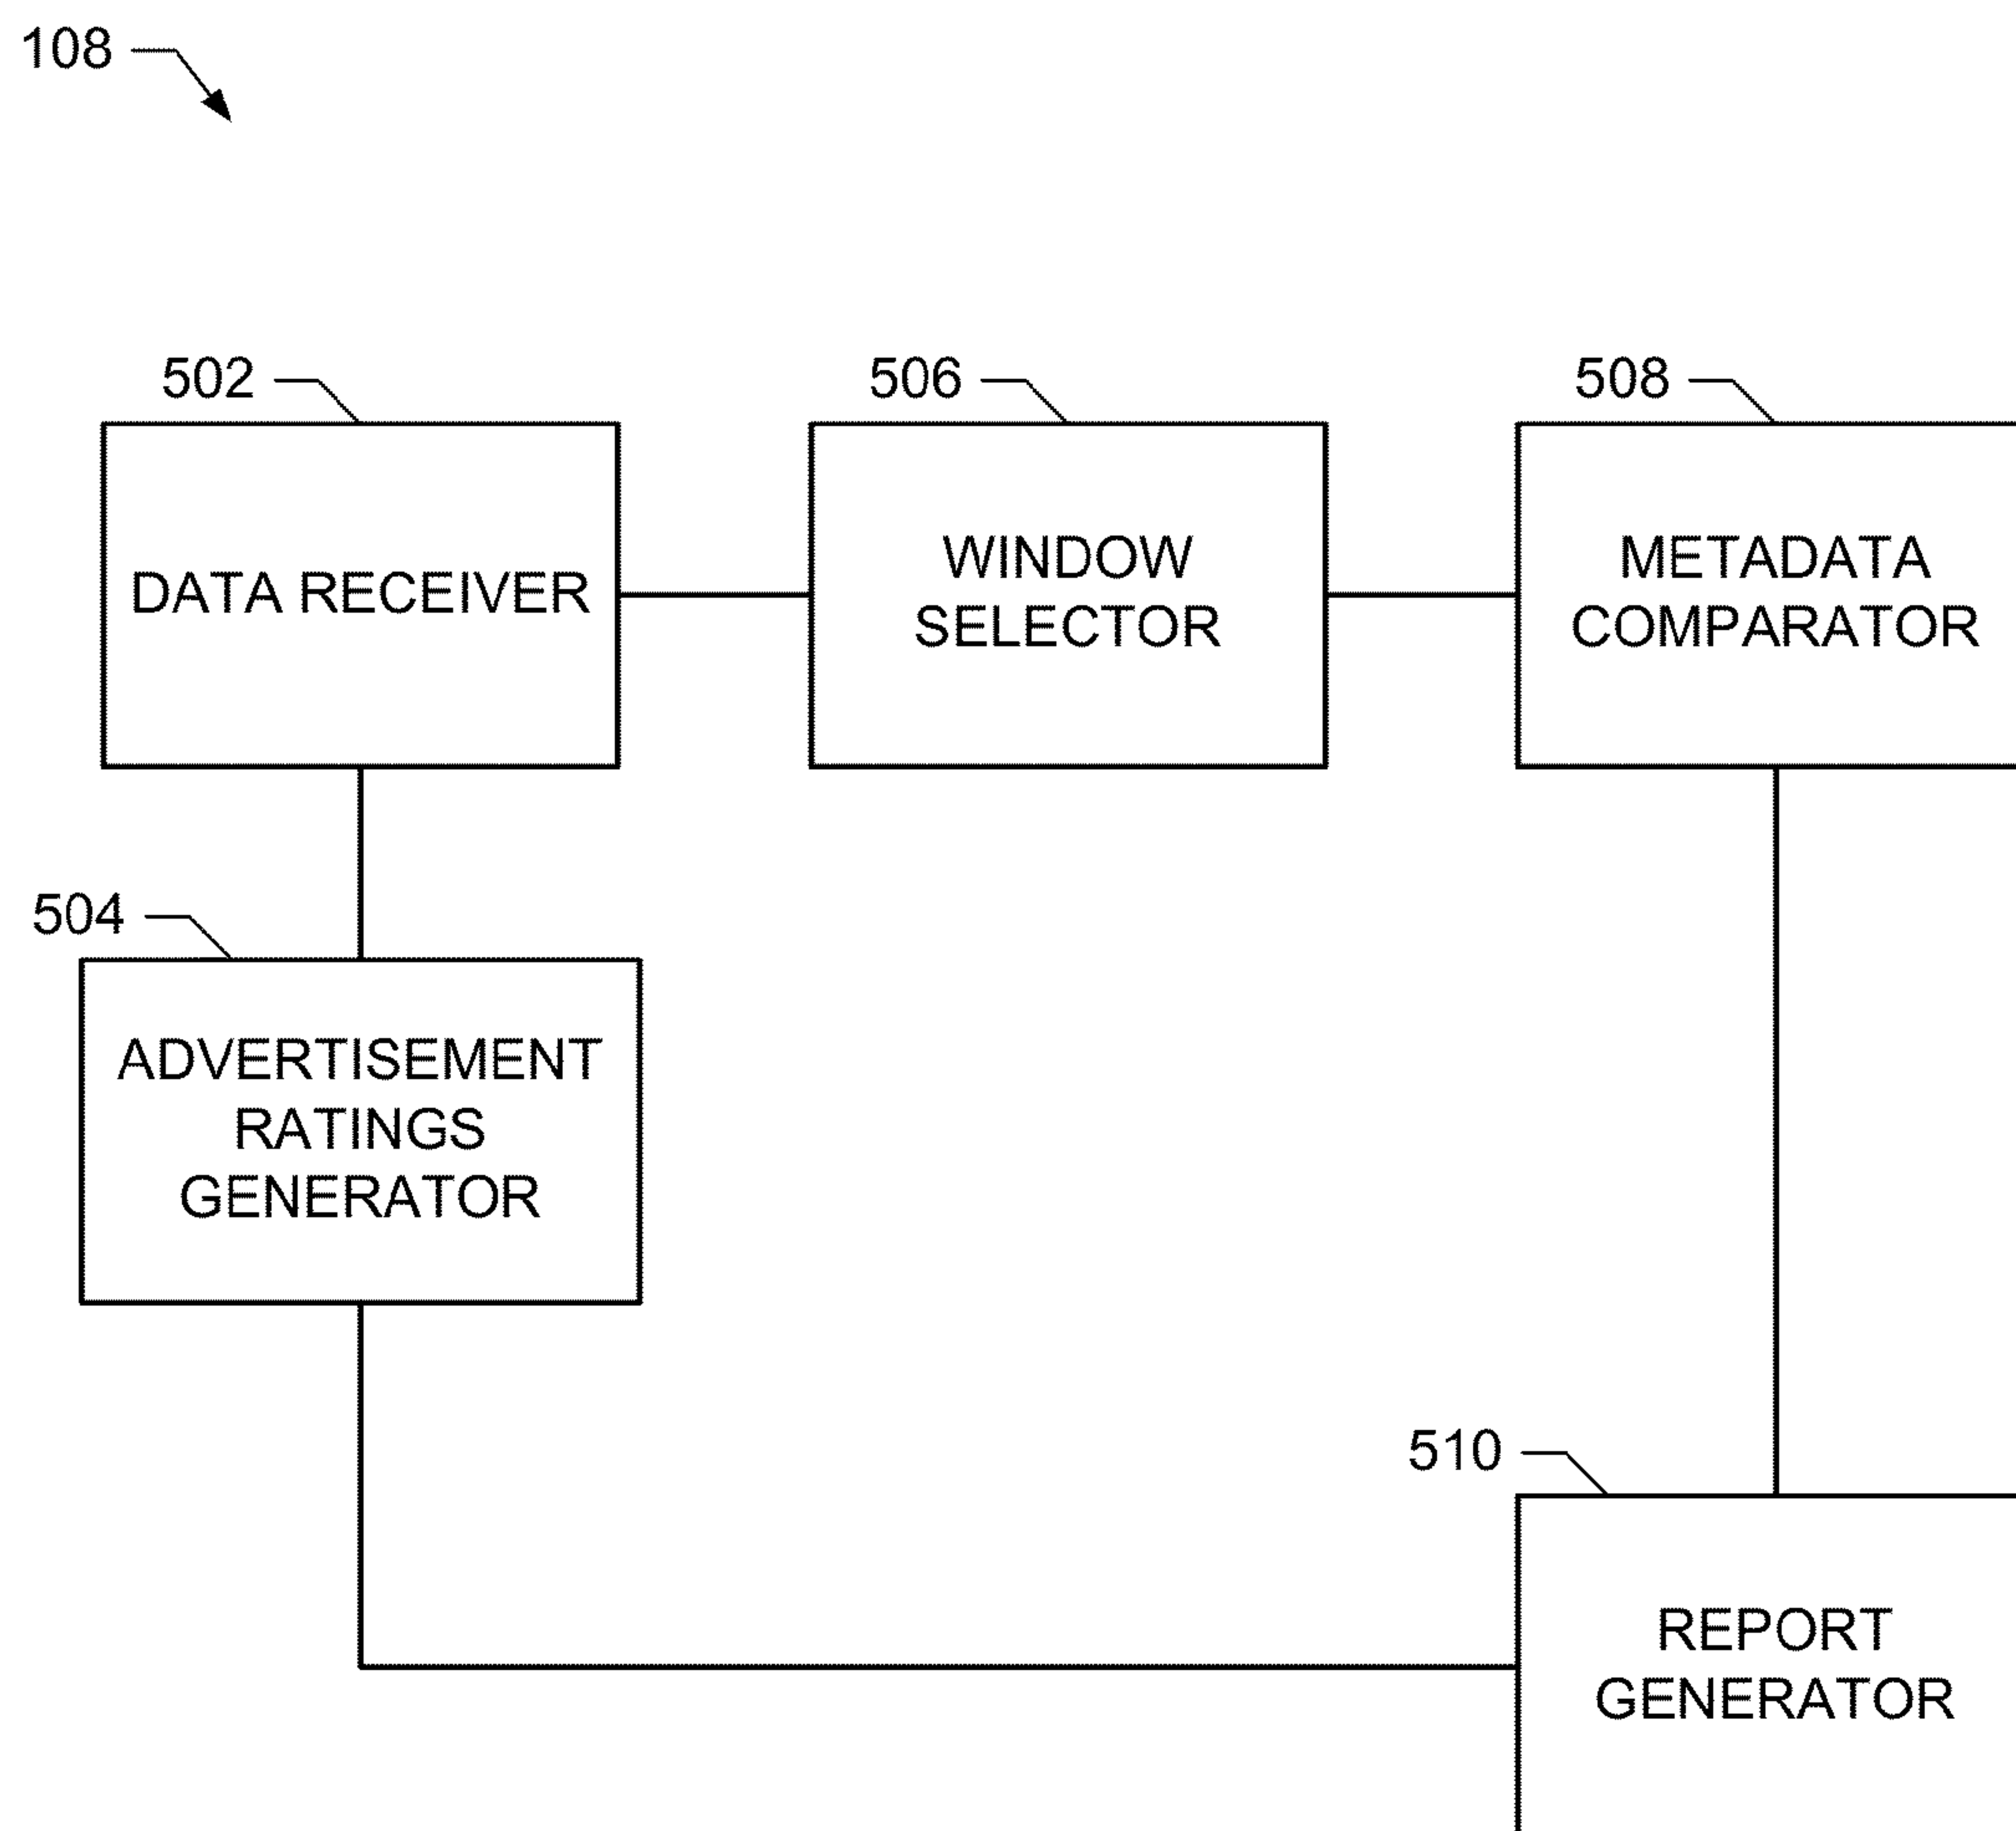 108
502
506
508
DATA RECEIVER
WINDOW
SELECTOR
METADATA
COMPARATOR
504
ADVERTISEMENT
RATINGS
GENERATOR
510
REPORT
GENERATOR